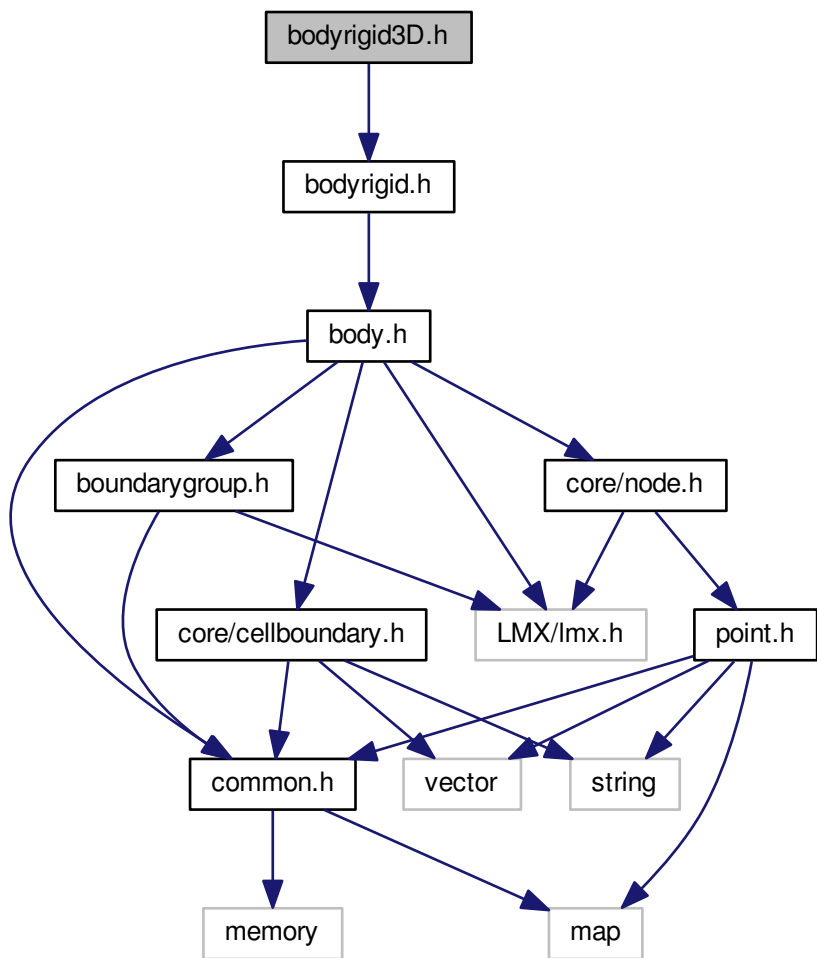 bodyrigid3D.h
bodyrigid.h
body.h
boundarygroup.h
core/node.h
core/cellboundary.h
LMX/lmx.h
point.h
common.h
vector
string
memory
map